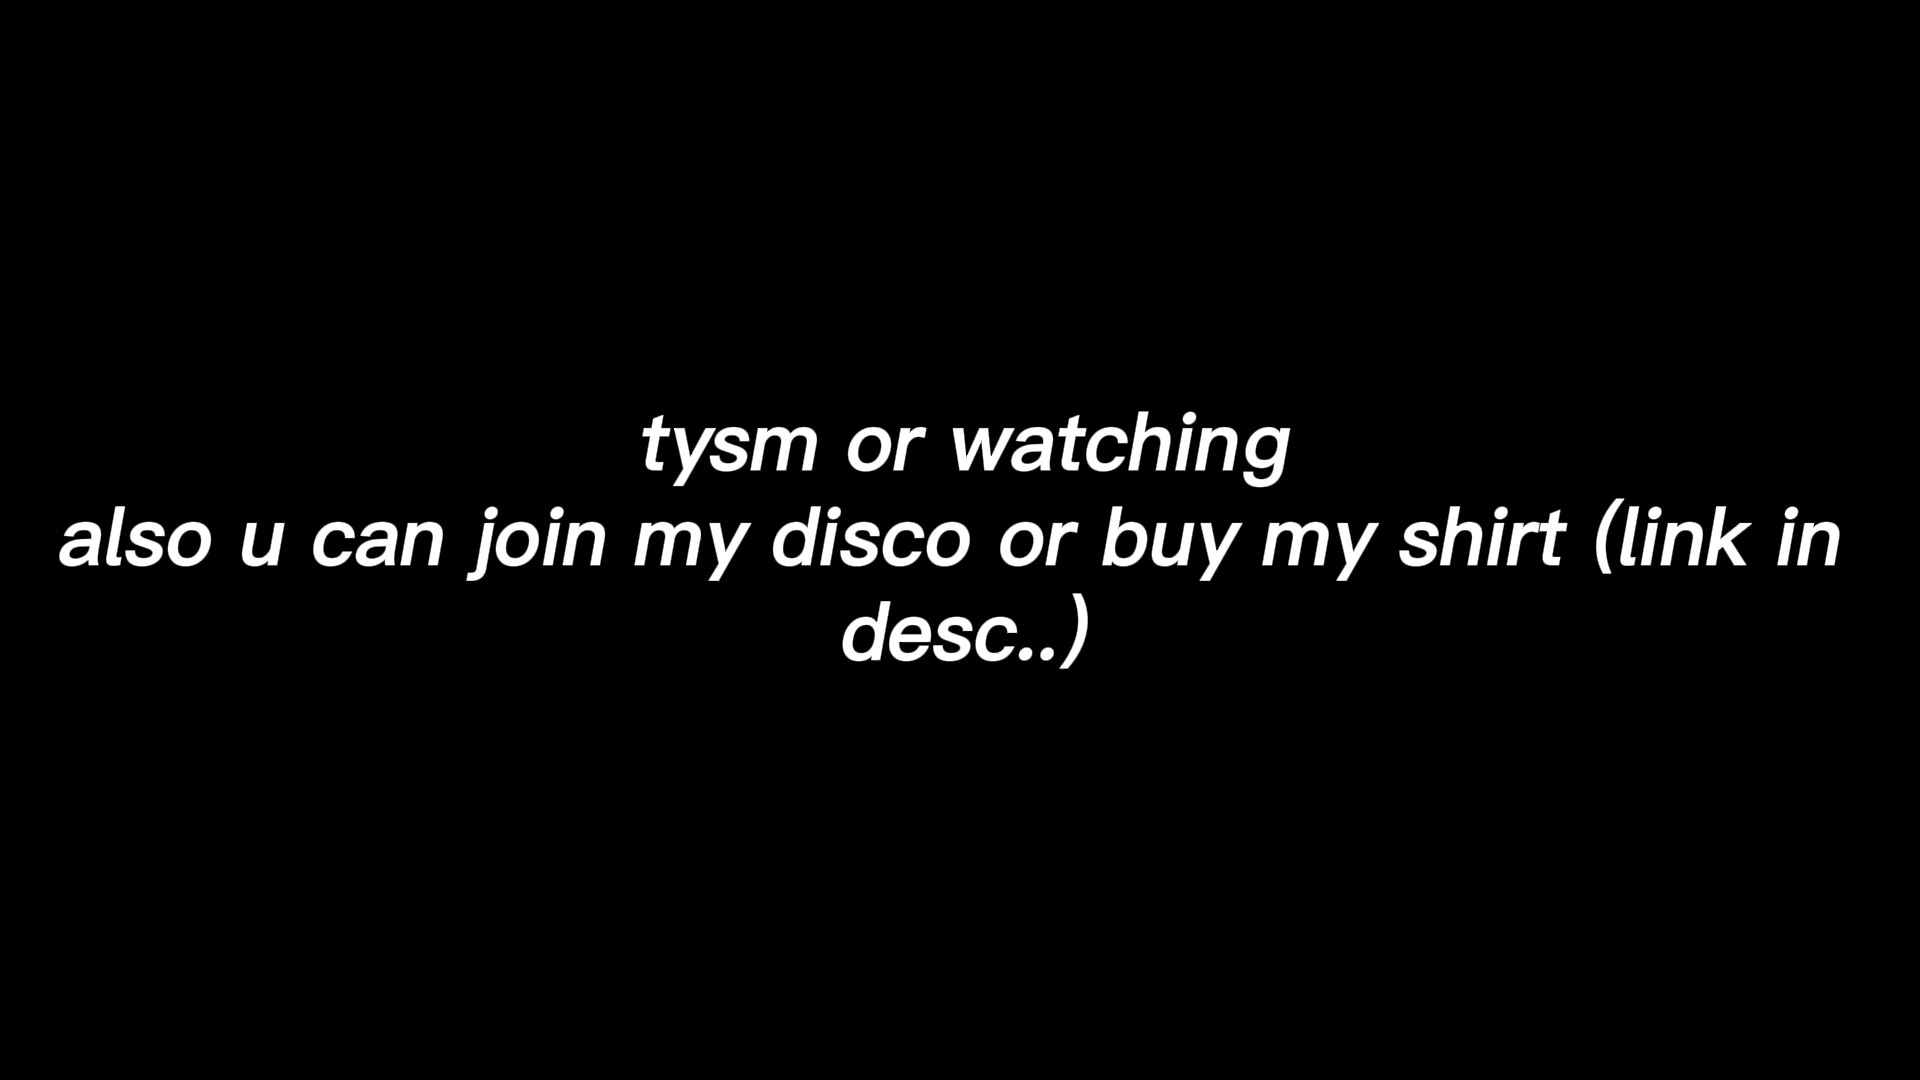 tysm or watching
also u can join my disco or buy my shirt (link in
desc..)